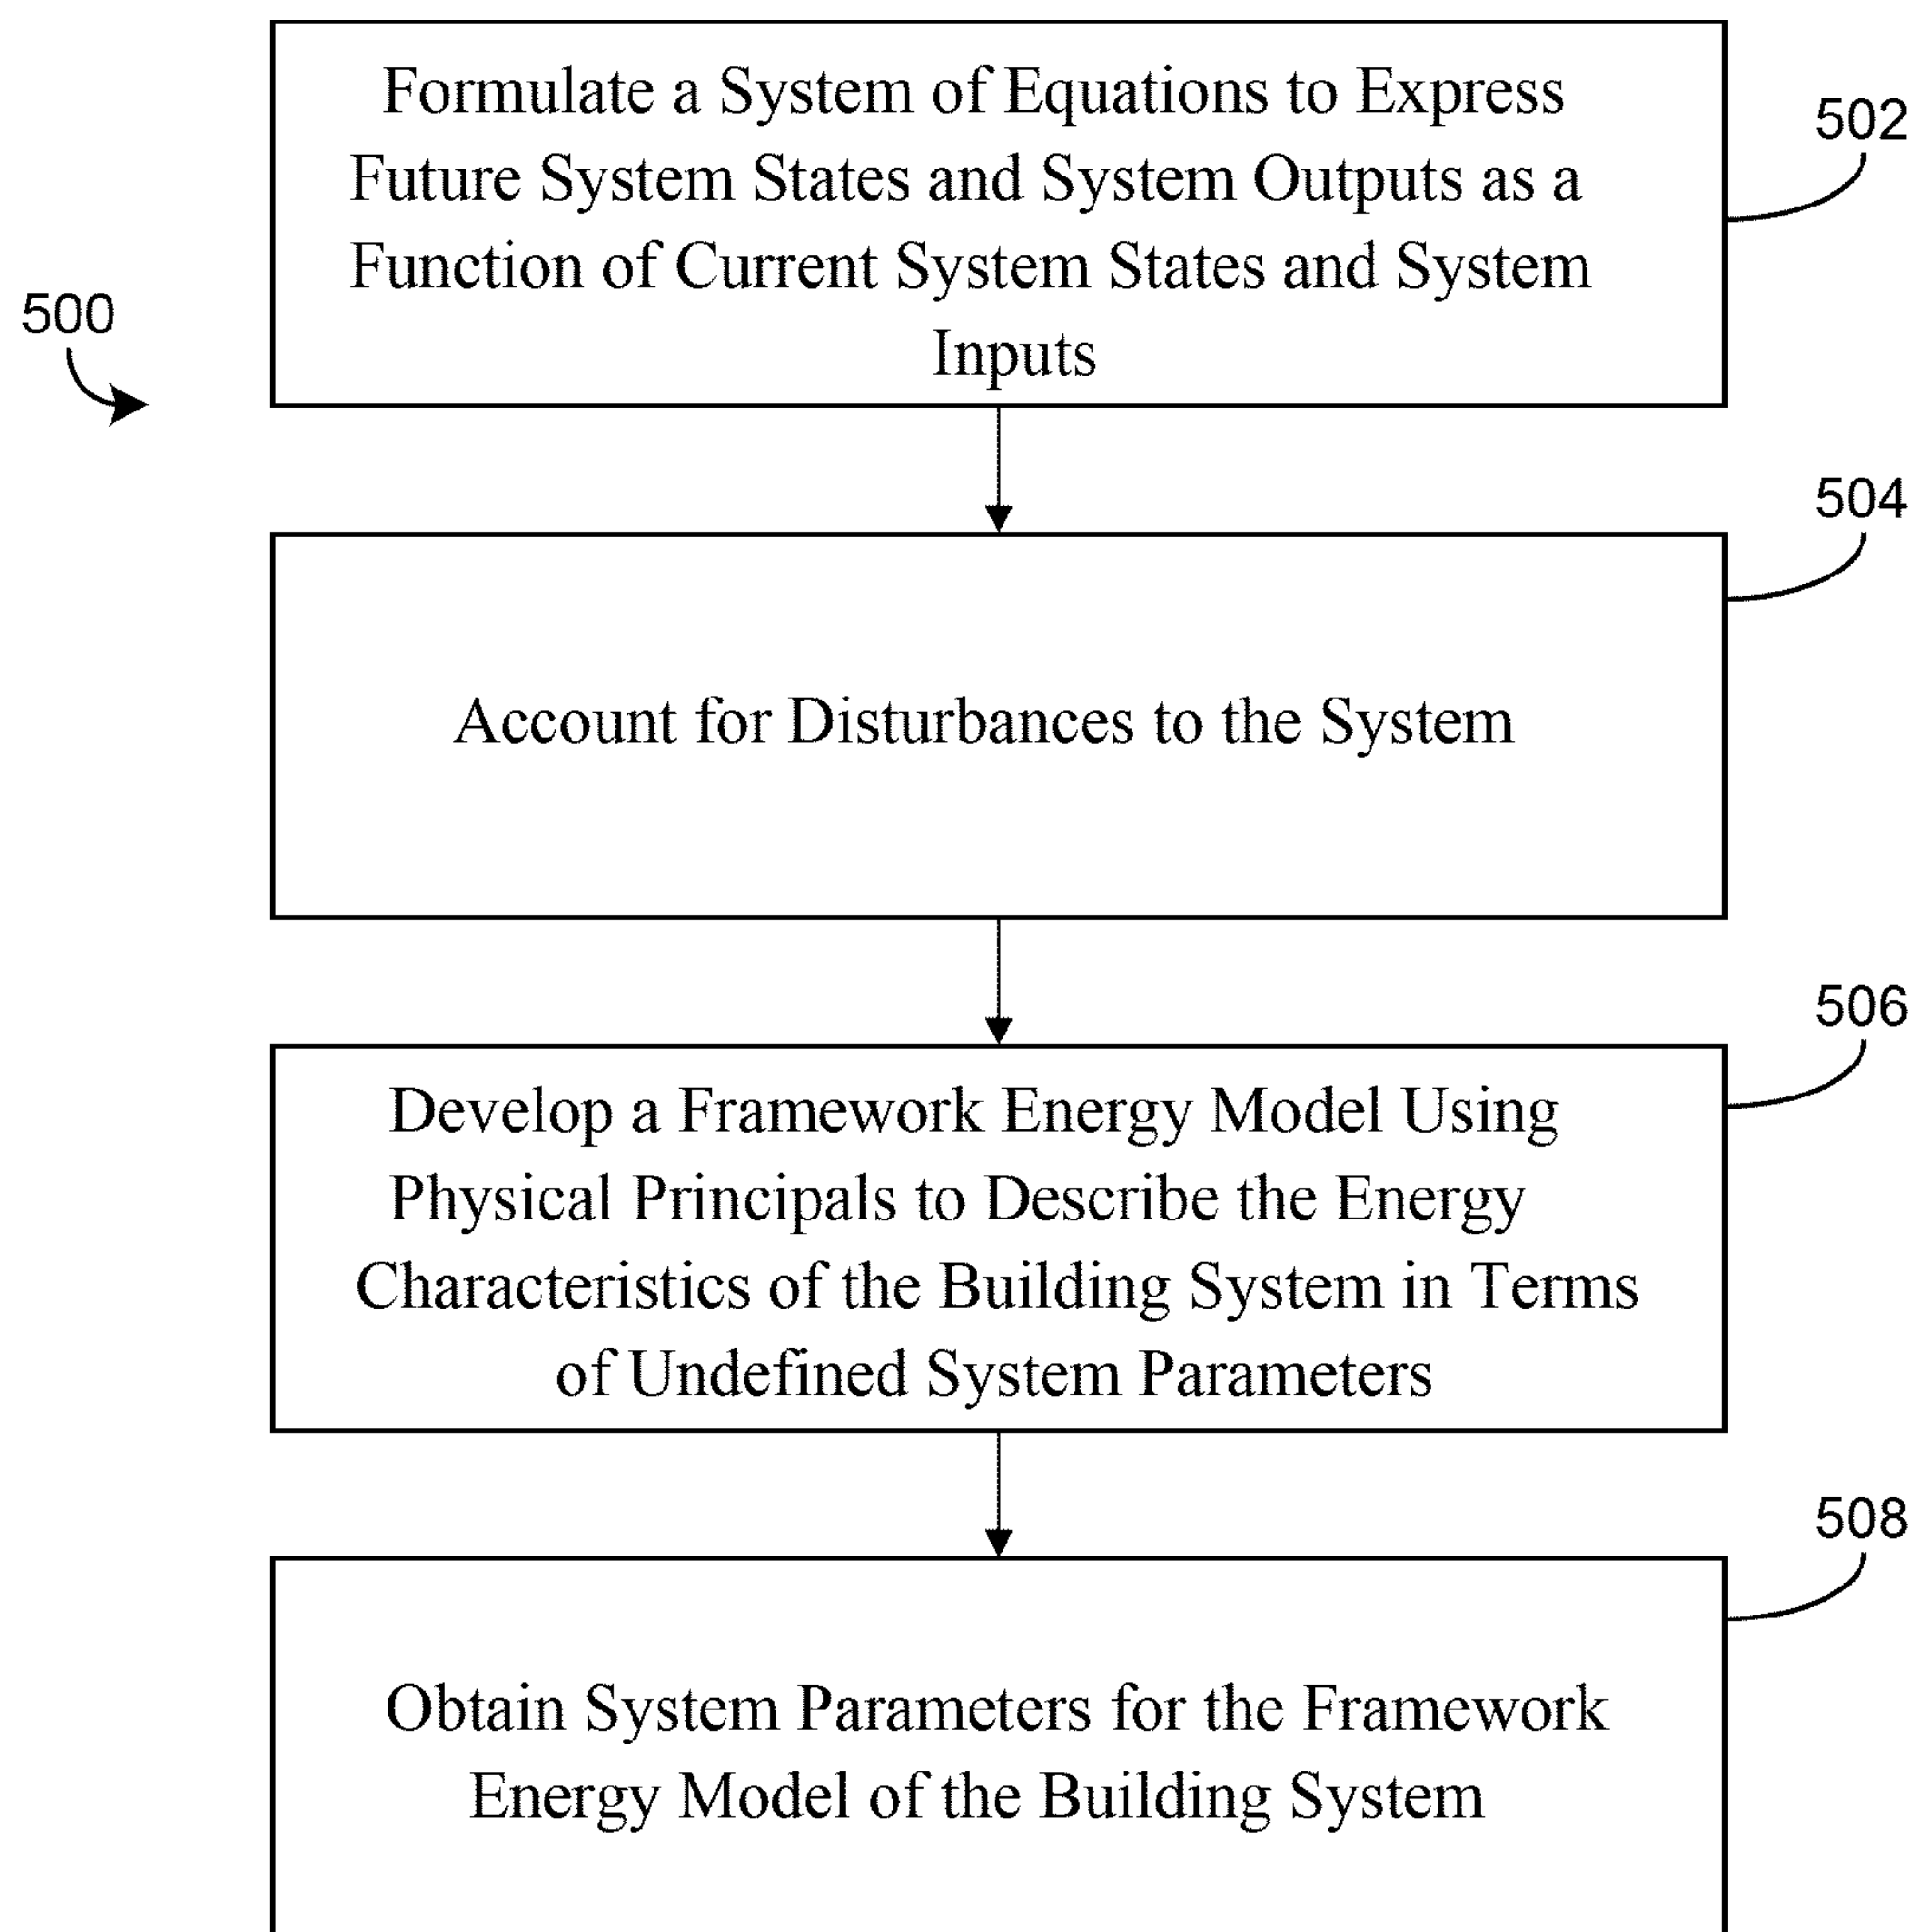 Formulate a System of Equations to Express
Future System States and System Outputs as a
Function of Current System States and System
Inputs
502
500
504
Account for Disturbances to the System
506
Develop a Framework Energy Model Using
Physical Principals to Describe the Energy
Characteristics of the Building System in Terms
of Undefined System Parameters
508
Obtain System Parameters for the Framework
Energy Model of the Building System